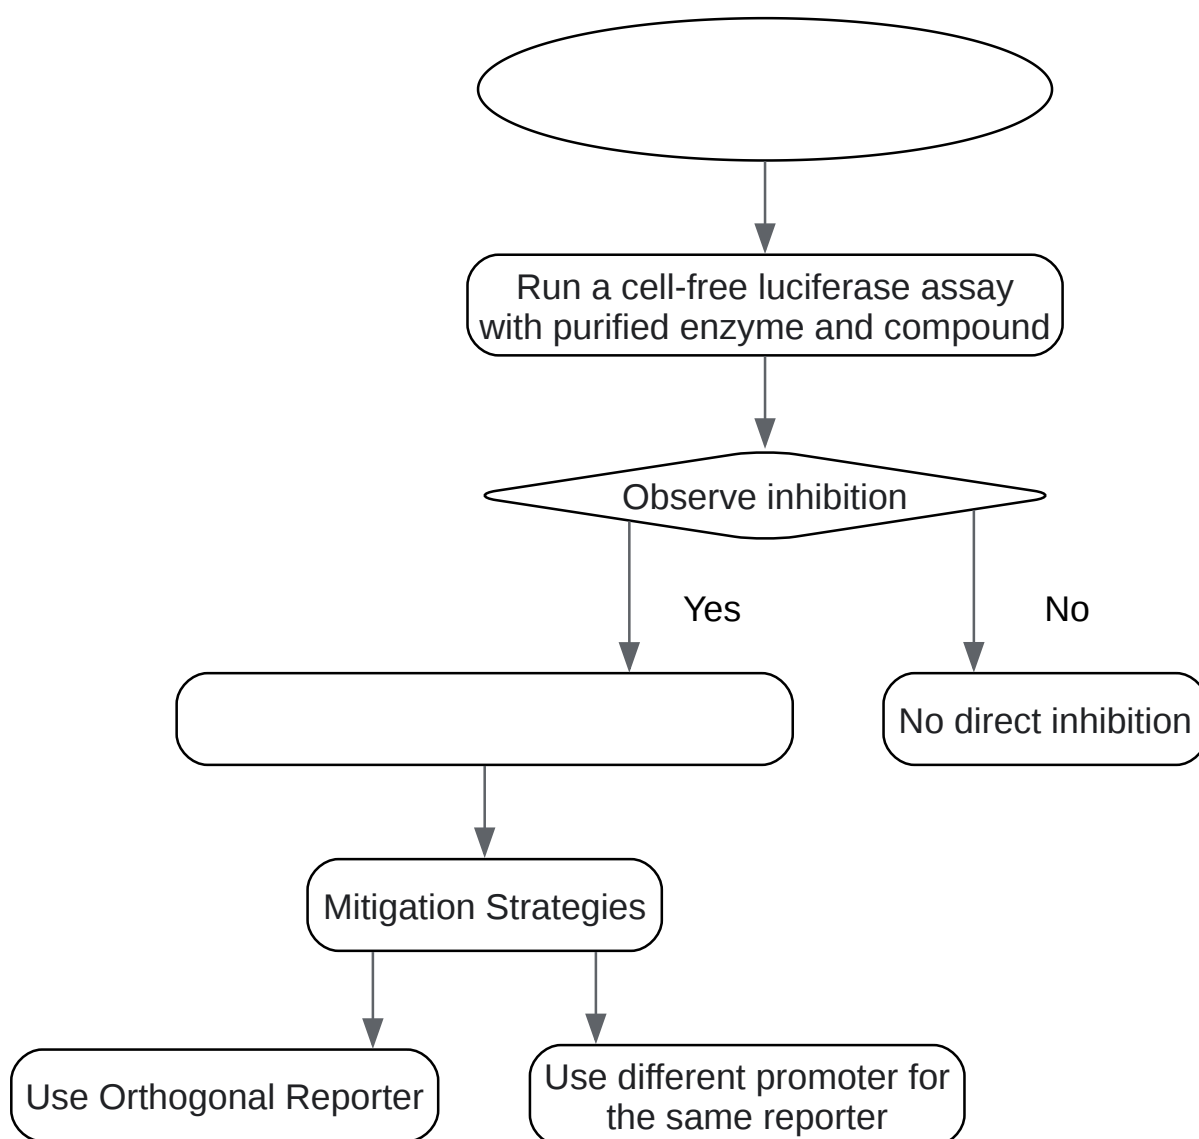 Run a cell-free luciferase assay
with purified enzyme and compound
Observe inhibition
Yes
No
No direct inhibition
Mitigation Strategies
Use Orthogonal Reporter
Use different promoter for
the same reporter